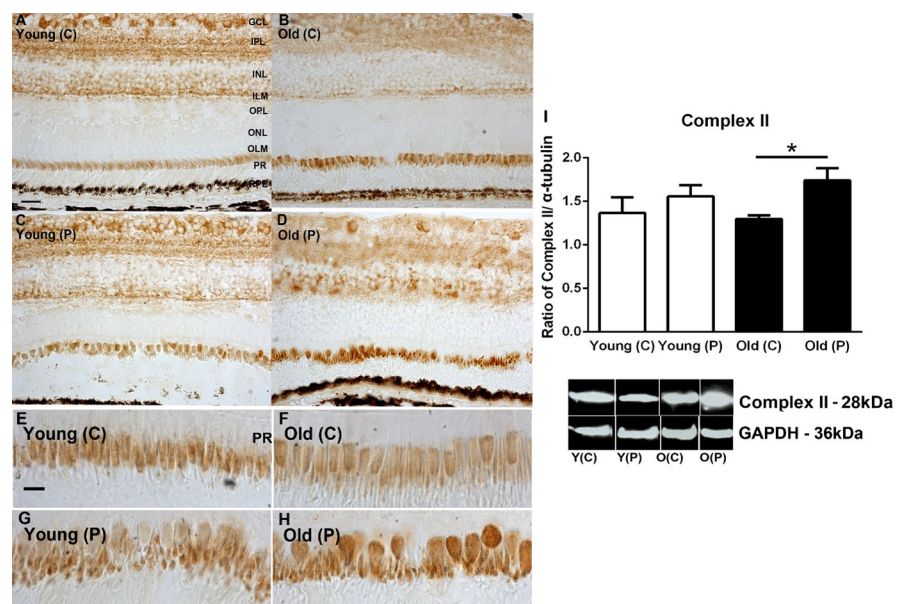 A
Young (C)
GCL
IPL
INL
ILM
OPL
ONL
OLM
PR
RPE
B
Old (C)
C
Young (P)
D
Old (P)
E
Young (C)
PR
F
Old (C)
G
Young (P)
H
Old (P)
I
Complex II
Ratio of Complex II/ α-tubulin
2.0
1.5
1.0
0.5
0.0
*
Young (C) Young (P) Old (C) Old (P)
Complex II - 28kDa
GAPDH - 36kDa
Y(C) Y(P) O(C) O(P)